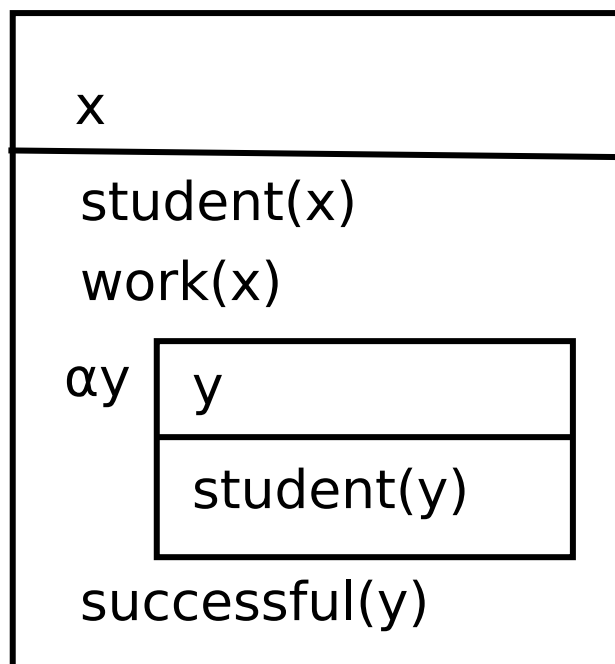 x
student(x)
work(x)
αy
y
student(y)
successful(y)